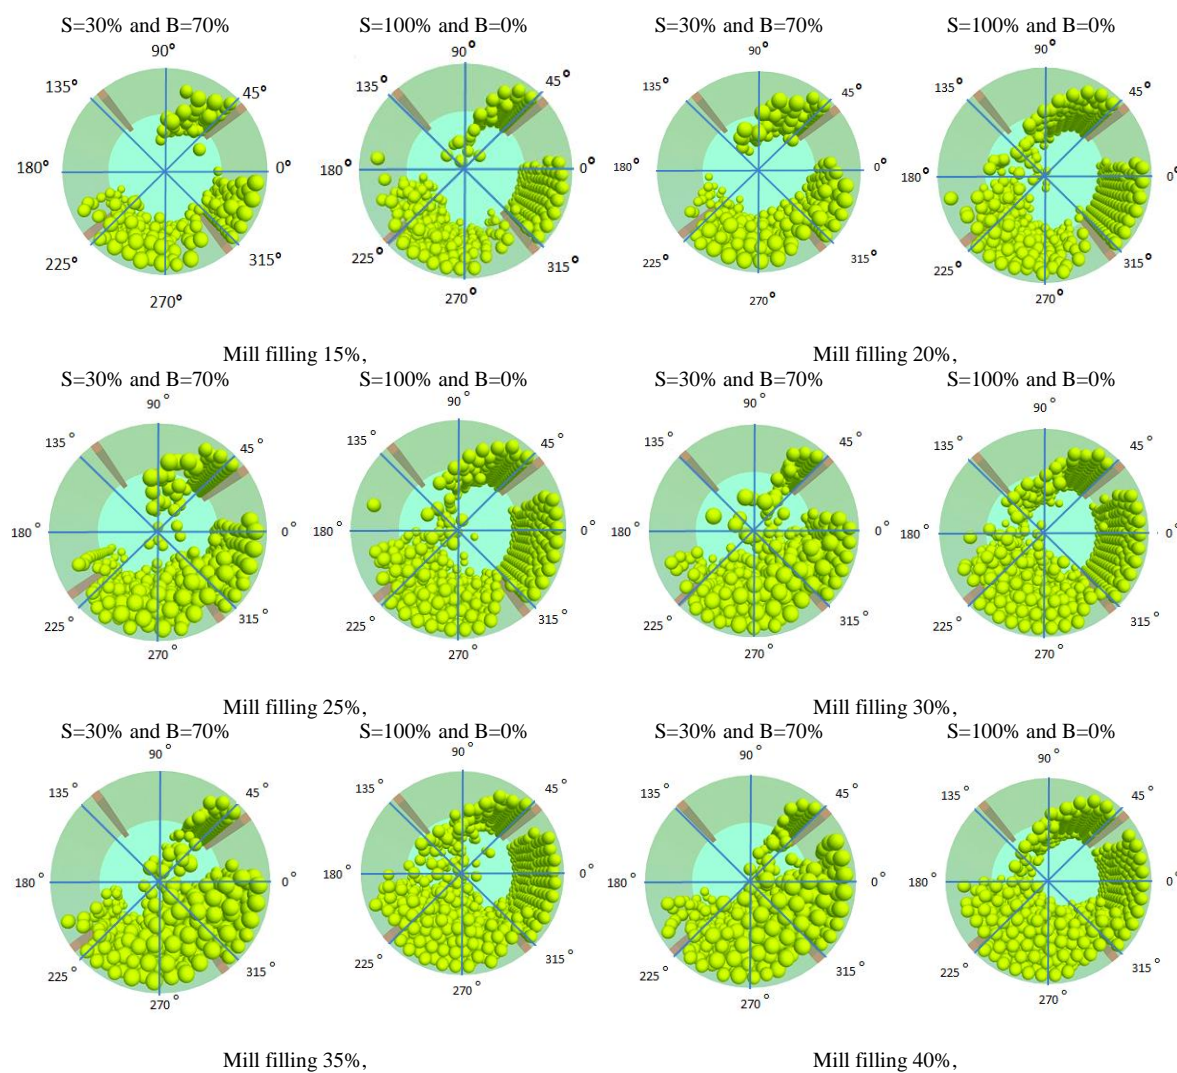 S=30% and B=70% S=100% and B=0% S=30% and B=70% S=100% and B=0%
90° 90° 90° 90°
135° 45° 135° 45° 135° 45° 135° 45°
180° 0° 180° 0° 180° 0° 180° 0°
225° 315° 225° 315° 225° 315° 225° 315°
270° 270° 270° 270°
Mill filling 15%, Mill filling 20%,
S=30% and B=70% S=100% and B=0% S=30% and B=70% S=100% and B=0%
90° 90° 90° 90°
135° 45° 135° 45° 135° 45° 135° 45°
180° 0° 180° 0° 180° 0° 180° 0°
225° 315° 225° 315° 225° 315° 225° 315°
270° 270° 270° 270°
Mill filling 25%, Mill filling 30%,
S=30% and B=70% S=100% and B=0% S=30% and B=70% S=100% and B=0%
90° 90° 90° 90°
135° 45° 135° 45° 135° 45° 135° 45°
180° 0° 180° 0° 180° 0° 180° 0°
225° 315° 225° 315° 225° 315° 225° 315°
270° 270° 270° 270°
Mill filling 35%, Mill filling 40%,